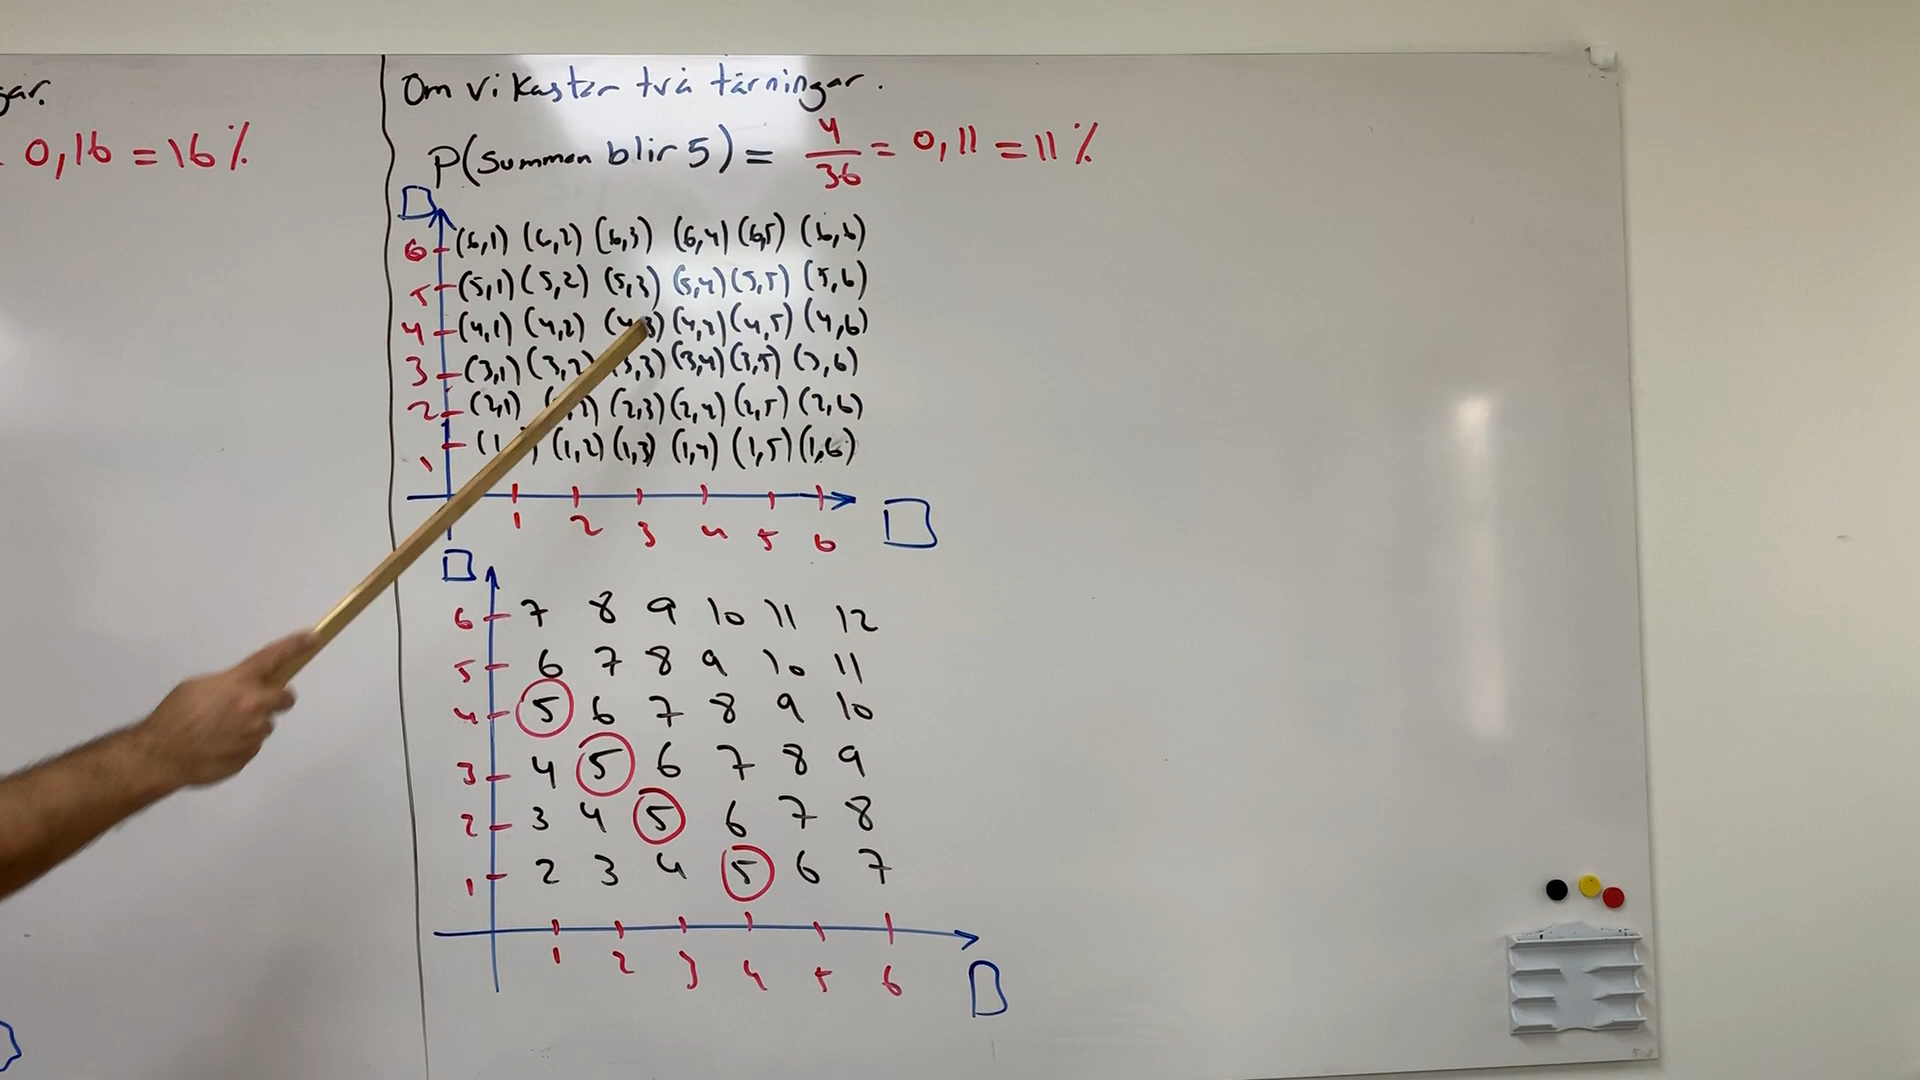 gar.
0,16 = 16 %
Om vi kastar två tärningar.
P(summan blir 5) = 4/36 = 0,11 = 11 %
6 (6,1) (6,2) (6,3) (6,4) (6,5) (6,6)
5 (5,1) (5,2) (5,3) (5,4) (5,5) (5,6)
4 (4,1) (4,2) (4,3) (4,4) (4,5) (4,6)
3 (3,1) (3,2) (3,3) (3,4) (3,5) (3,6)
2 (2,1) (2,3) (2,4) (2,5) (2,6)
1 (1,2) (1,3) (1,4) (1,5) (1,6)
1 2 3 4 5 6
6 7 8 9 10 11 12
5 6 7 8 9 10 11
4 5 6 7 8 9 10
3 4 5 6 7 8 9
2 3 4 5 6 7 8
1 2 3 4 5 6 7
1 2 3 4 5 6